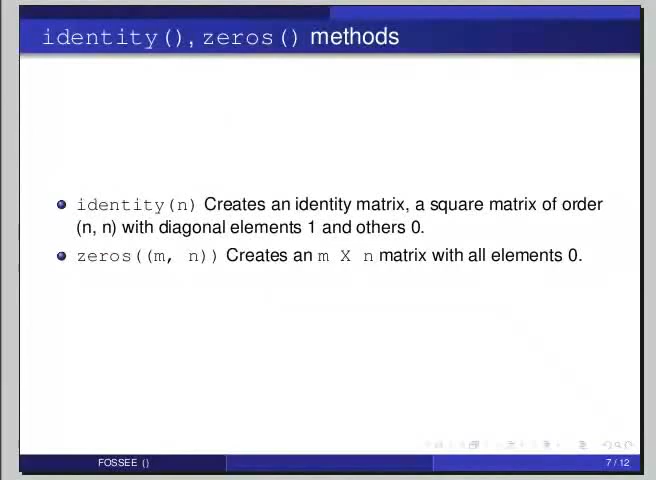 identity(), zeros() methods
identity(n) Creates an identity matrix, a square matrix of order
(n, n) with diagonal elements 1 and others 0.
zeros((m, n)) Creates an m X n matrix with all elements 0.
FOSSEE ()
7 / 12